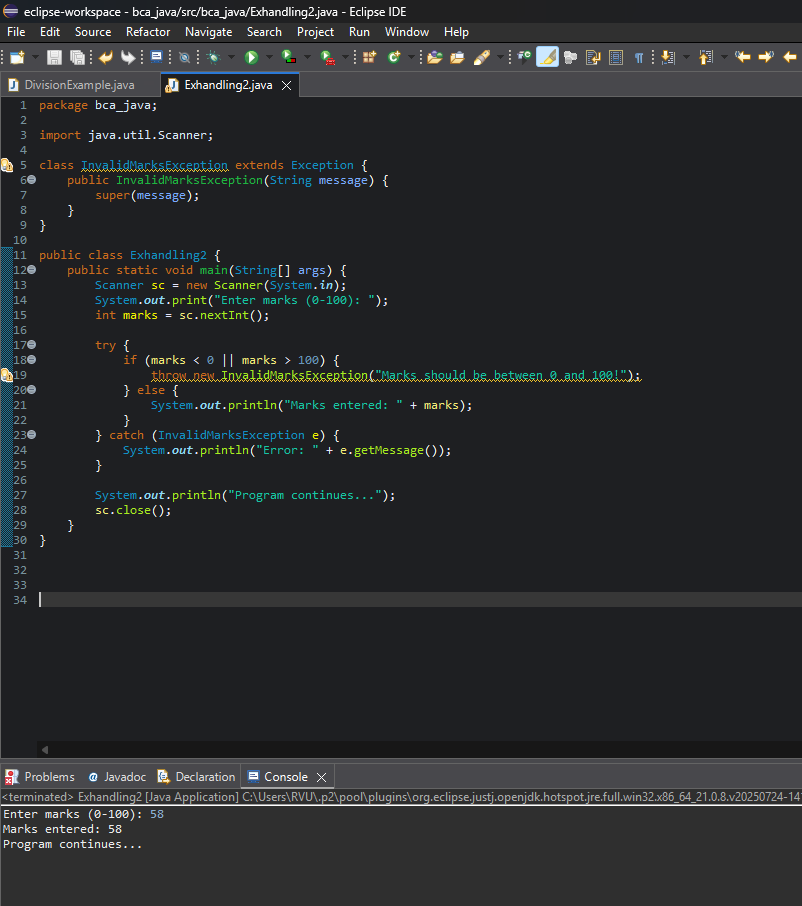 eclipse-workspace - bca_java/src/bca_java/Exhandling2.java - Eclipse IDE
File Edit Source Refactor Navigate Search Project Run Window Help
DivisionExample.java Exhandling2.java
1 package bca_java;
2
3 import java.util.Scanner;
4
5 class InvalidMarksException extends Exception {
6     public InvalidMarksException(String message) {
7         super(message);
8     }
9 }
10
11 public class Exhandling2 {
12     public static void main(String[] args) {
13         Scanner sc = new Scanner(System.in);
14         System.out.print("Enter marks (0-100): ");
15         int marks = sc.nextInt();
16
17         try {
18             if (marks < 0 || marks > 100) {
19                 throw new InvalidMarksException("Marks should be between 0 and 100!");
20             } else {
21                 System.out.println("Marks entered: " + marks);
22             }
23         } catch (InvalidMarksException e) {
24             System.out.println("Error: " + e.getMessage());
25         }
26
27         System.out.println("Program continues...");
28         sc.close();
29     }
30 }
31
32
33
34
Problems Javadoc Declaration Console
<terminated> Exhandling2 [Java Application] C:\Users\RVU\.p2\pool\plugins\org.eclipse.justj.openjdk.hotspot.jre.full.win32.x86_64_21.0.8.v20250724-14
Enter marks (0-100): 58
Marks entered: 58
Program continues...